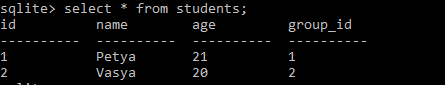 sqlite> select * from students;
id          name        age         group_id
----------  ----------  ----------  ----------
1           Petya       21          1
2           Vasya       20          2